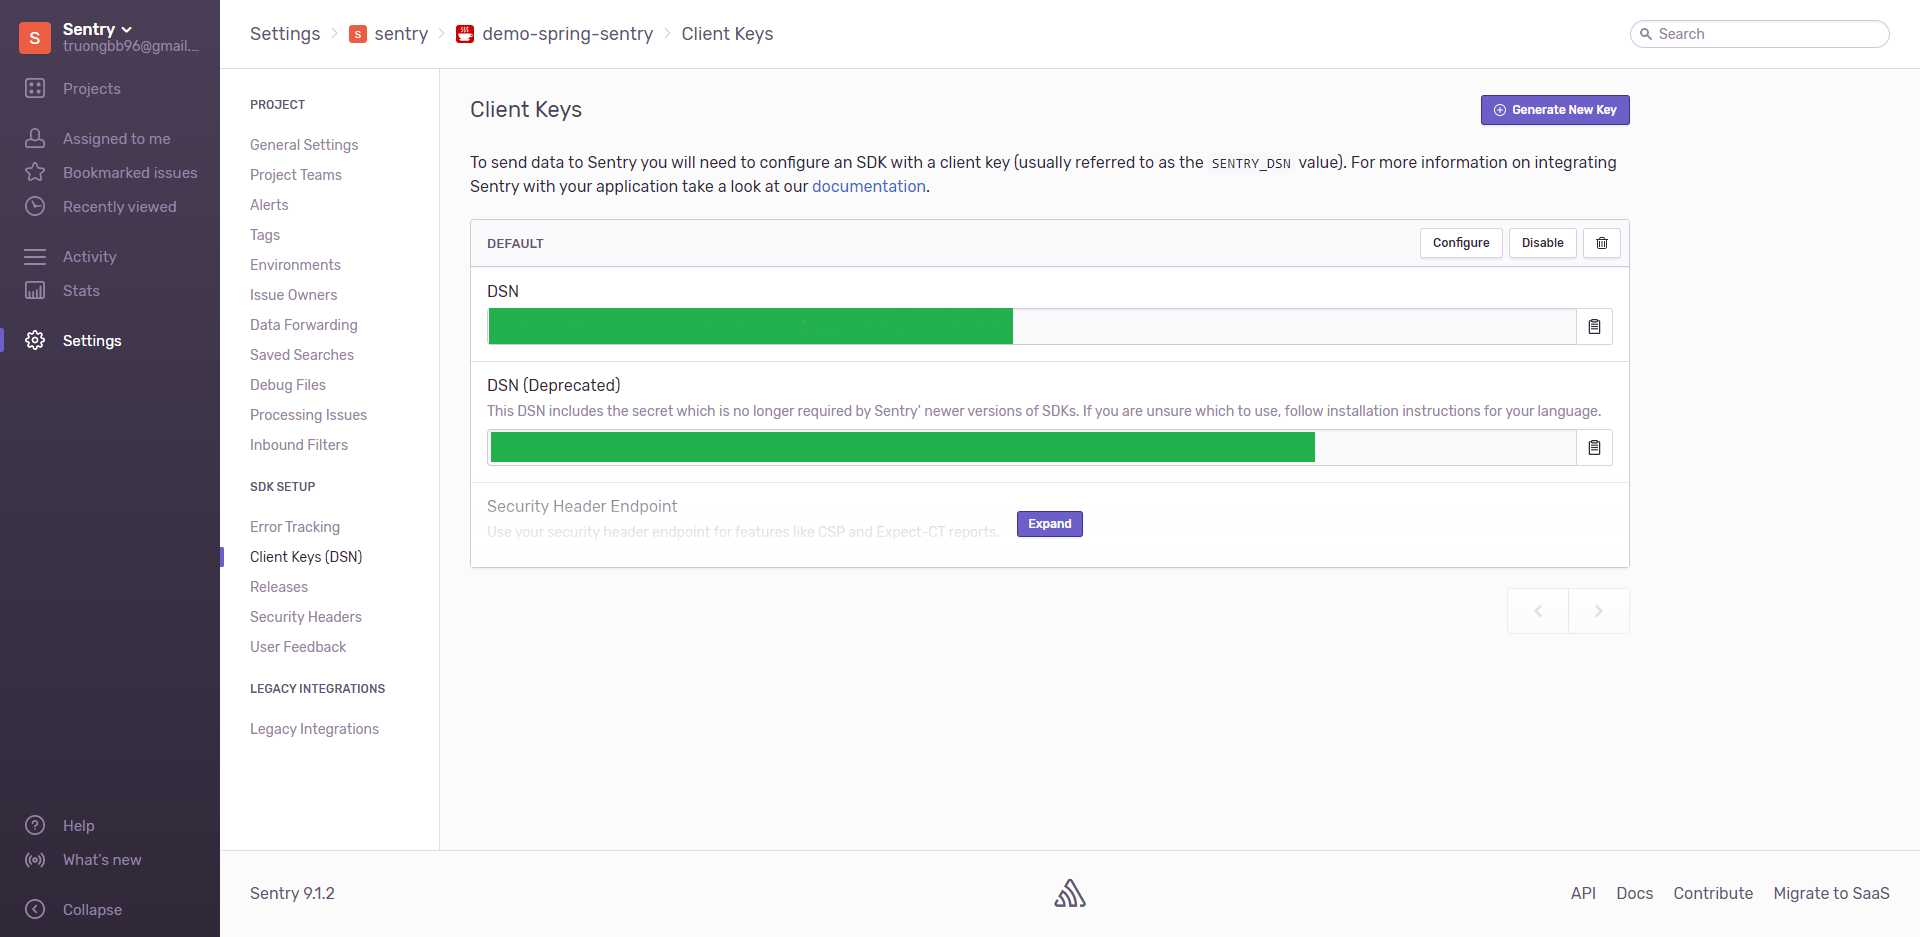 S
Sentry
truongbb96@gmail....
Projects
Assigned to me
Bookmarked issues
Recently viewed
Activity
Stats
Settings
Help
What's new
Collapse
Settings > S sentry > demo-spring-sentry > Client Keys
Search
PROJECT
General Settings
Project Teams
Alerts
Tags
Environments
Issue Owners
Data Forwarding
Saved Searches
Debug Files
Processing Issues
Inbound Filters
SDK SETUP
Error Tracking
Client Keys (DSN)
Releases
Security Headers
User Feedback
LEGACY INTEGRATIONS
Legacy Integrations
Client Keys
Generate New Key
To send data to Sentry you will need to configure an SDK with a client key (usually referred to as the SENTRY_DSN value). For more information on integrating
Sentry with your application take a look at our documentation.
DEFAULT
Configure
Disable
DSN
DSN (Deprecated)
This DSN includes the secret which is no longer required by Sentry' newer versions of SDKs. If you are unsure which to use, follow installation instructions for your language.
Security Header Endpoint
Use your security header endpoint for features like CSP and Expect-CT reports.
Expand
Sentry 9.1.2
API Docs Contribute Migrate to SaaS